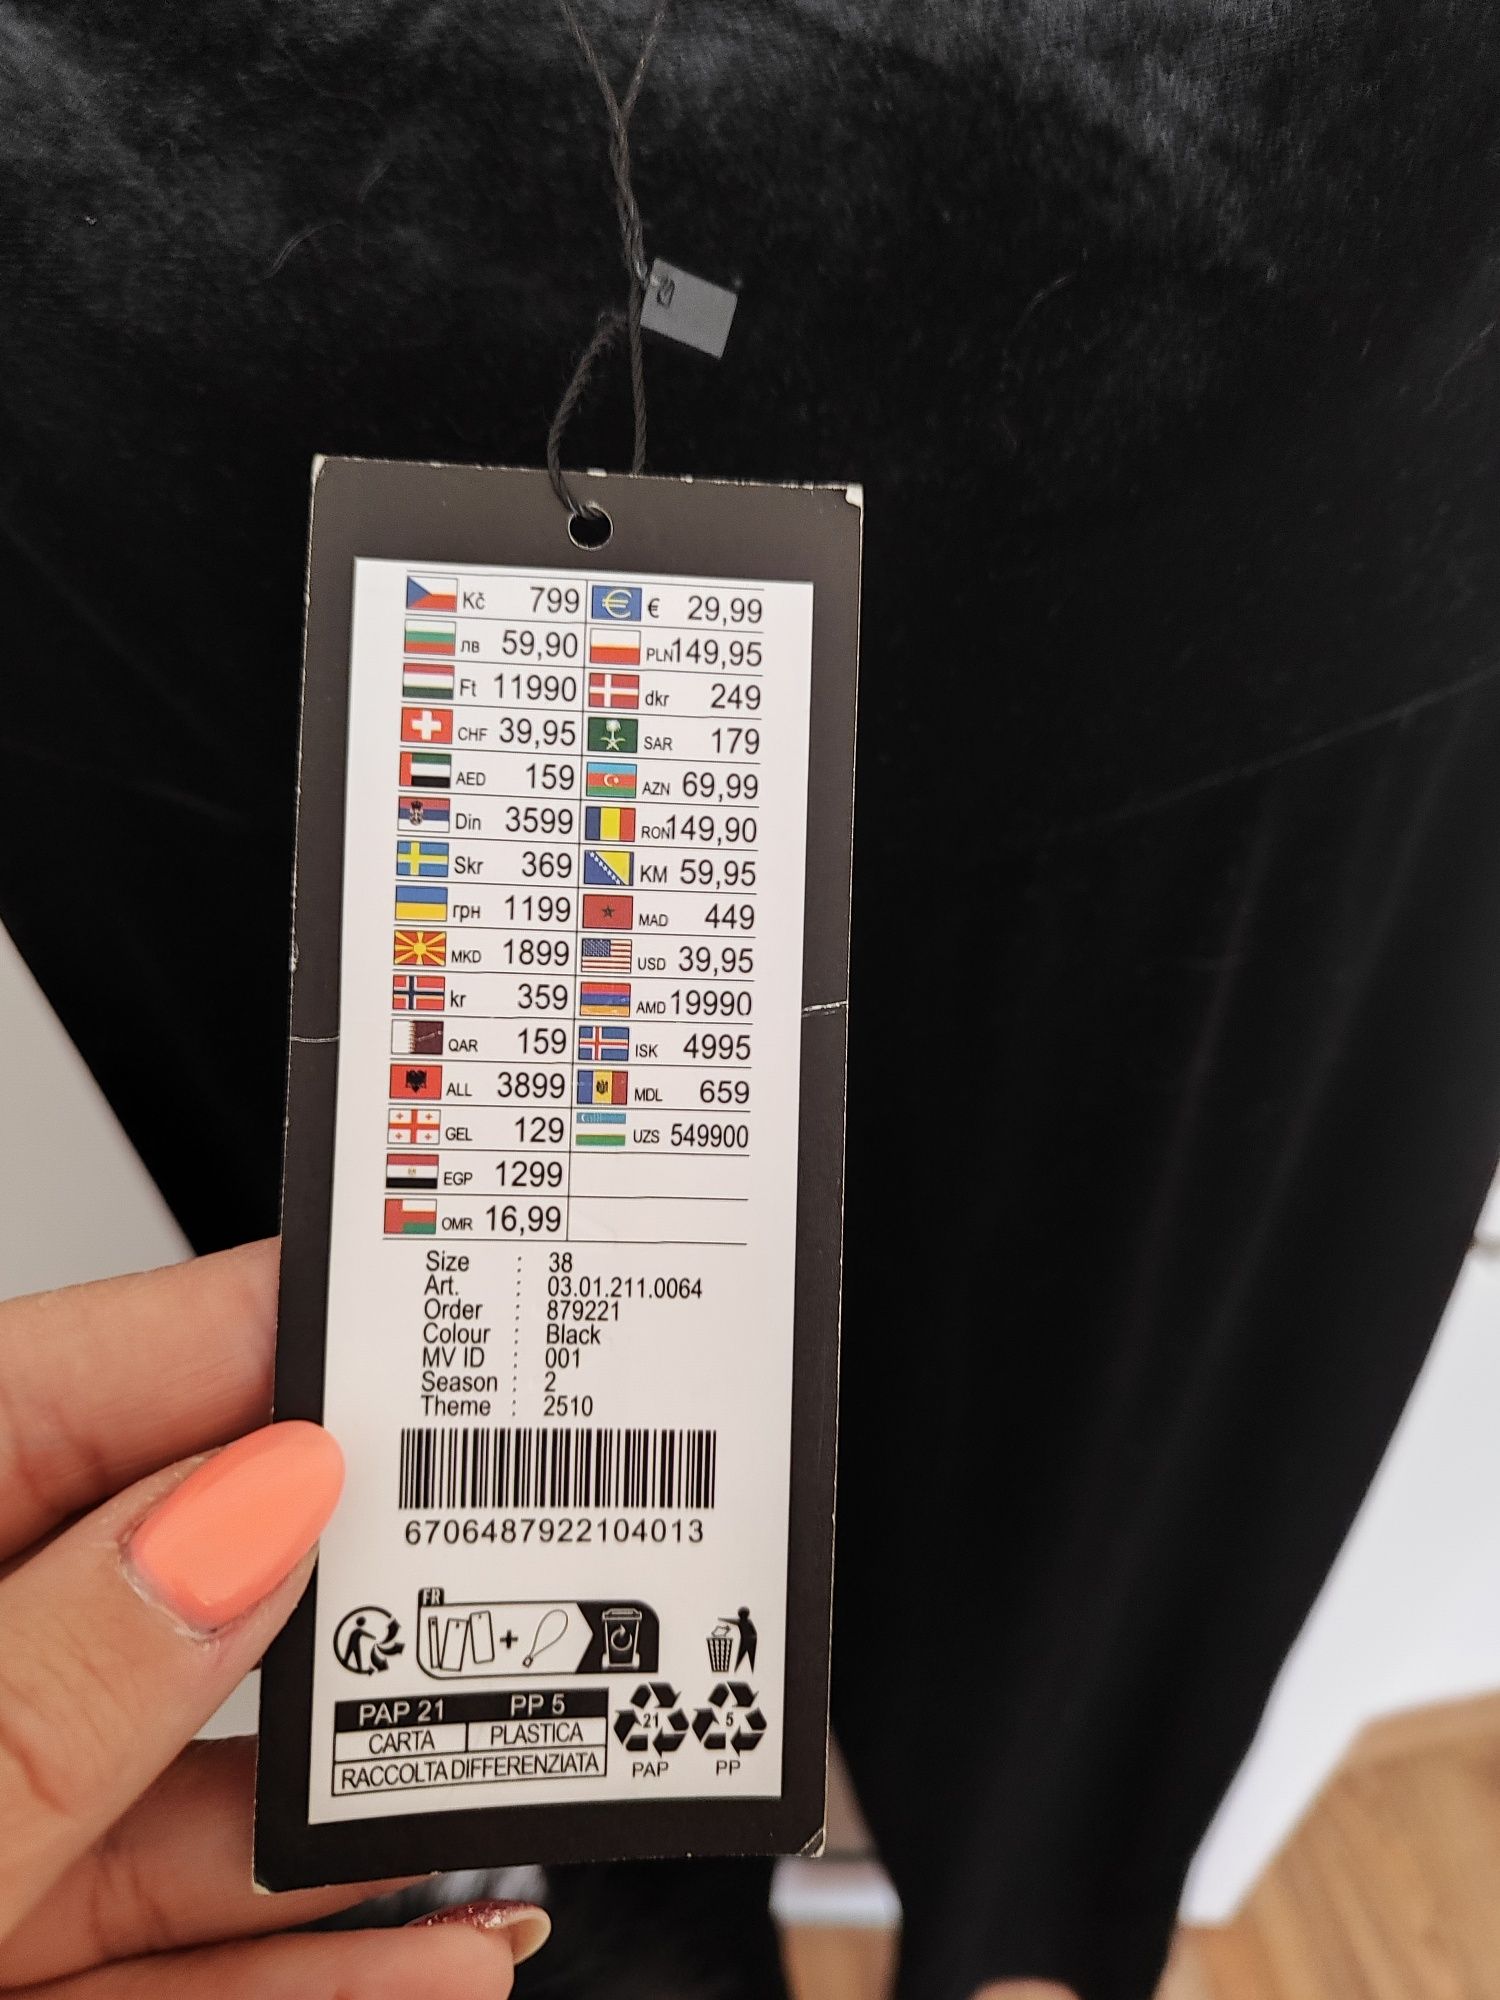 Kč 799 € 29,99
лв 59,90 PLN 149,95
Ft 11990 dkr 249
CHF 39,95 SAR 179
AED 159 AZN 69,99
Din 3599 RON 149,90
Skr 369 KM 59,95
грн 1199 MAD 449
MKD 1899 USD 39,95
kr 359 AMD 19990
QAR 159 ISK 4995
ALL 3899 MDL 659
GEL 129 UZS 549900
EGP 1299
OMR 16,99
Size : 38
Art. : 03.01.211.0064
Order : 879221
Colour : Black
MV ID : 001
Season : 2
Theme : 2510
6706487922104013
FR
PAP 21 PP 5
CARTA PLASTICA
RACCOLTA DIFFERENZIATA
21 5
PAP PP